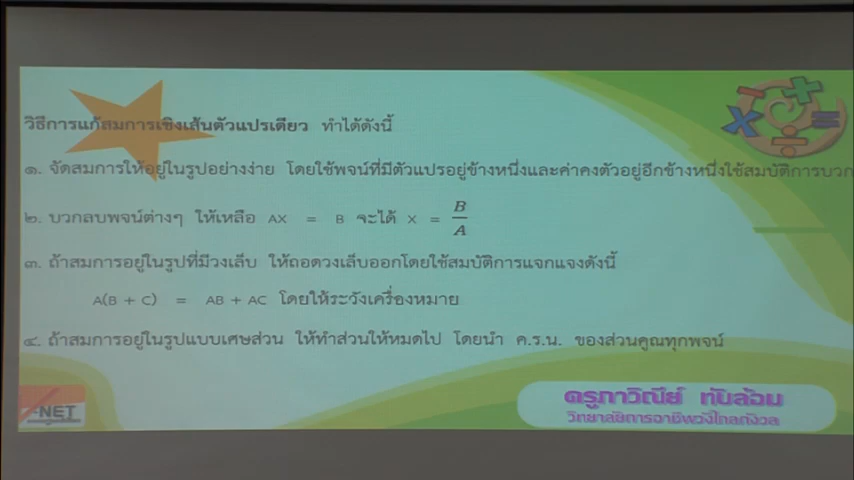 วิธีการแก้สมการเชิงเส้นตัวแปรเดียว ทำได้ดังนี้
๑. จัดสมการให้อยู่ในรูปอย่างง่าย โดยใช้พจน์ที่มีตัวแปรอยู่ข้างหนึ่งและค่าคงตัวอยู่อีกข้างหนึ่งใช้สมบัติการบวก
๒. บวกลบพจน์ต่างๆ ให้เหลือ AX = B จะได้ X = B/A
๓. ถ้าสมการอยู่ในรูปที่มีวงเล็บ ให้ถอดวงเล็บออกโดยใช้สมบัติการแจกแจงดังนี้
A(B + C) = AB + AC โดยให้ระวังเครื่องหมาย
๔. ถ้าสมการอยู่ในรูปแบบเศษส่วน ให้ทำส่วนให้หมดไป โดยนำ ค.ร.น. ของส่วนคูณทุกพจน์
-NET
ครูภาวิณีย์ ทับล้อม
วิทยาลัยการอาชีพวังไกลกังวล